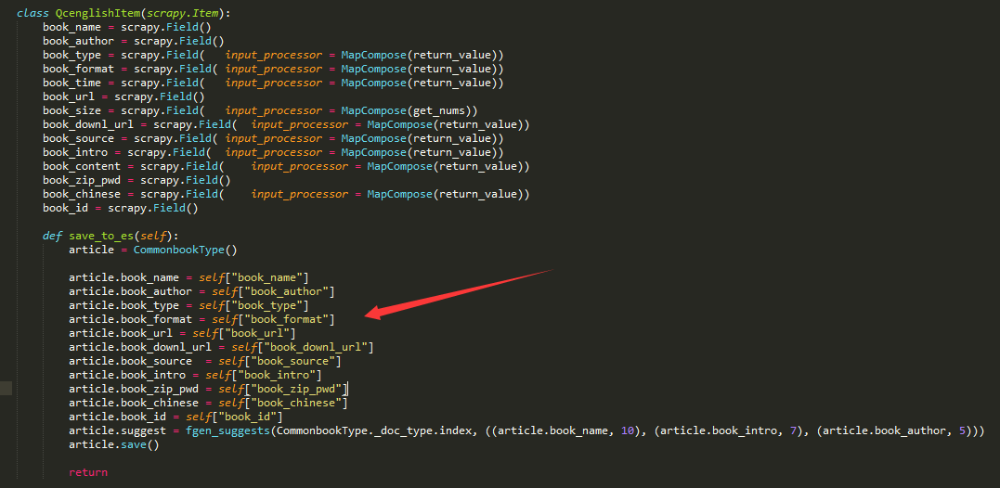 class QcenglishItem(scrapy.Item):
    book_name = scrapy.Field()
    book_author = scrapy.Field()
    book_type = scrapy.Field(   input_processor = MapCompose(return_value))
    book_format = scrapy.Field(   input_processor = MapCompose(return_value))
    book_time = scrapy.Field(   input_processor = MapCompose(return_value))
    book_url = scrapy.Field()
    book_size = scrapy.Field(   input_processor = MapCompose(get_nums))
    book_downl_url = scrapy.Field(  input_processor = MapCompose(return_value))
    book_source = scrapy.Field( input_processor = MapCompose(return_value))
    book_intro = scrapy.Field(  input_processor = MapCompose(return_value))
    book_content = scrapy.Field(    input_processor = MapCompose(return_value))
    book_zip_pwd = scrapy.Field()
    book_chinese = scrapy.Field(    input_processor = MapCompose(return_value))
    book_id = scrapy.Field()
    def save_to_es(self):
        article = CommonbookType()
        article.book_name = self["book_name"]
        article.book_author = self["book_author"]
        article.book_type = self["book_type"]
        article.book_format = self["book_format"]
        article.book_url = self["book_url"]
        article.book_downl_url = self["book_downl_url"]
        article.book_source  = self["book_source"]
        article.book_intro = self["book_intro"]
        article.book_zip_pwd = self["book_zip_pwd"]
        article.book_chinese = self["book_chinese"]
        article.book_id = self["book_id"]
        article.suggest = fgen_suggests(CommonbookType._doc_type.index, ((article.book_name, 10), (article.book_intro, 7), (article.book_author, 5)))
        article.save()
        return